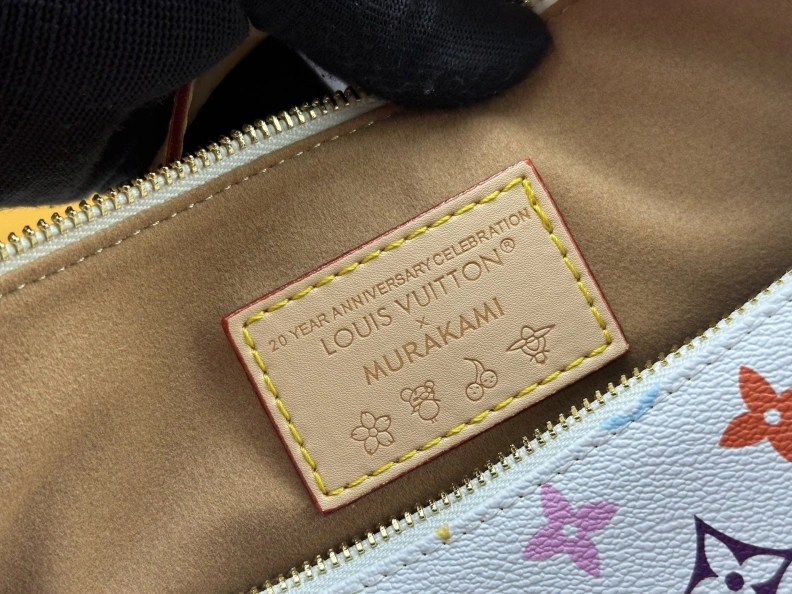 20 YEAR ANNIVERSARY CELEBRATION
LOUIS VUITTON®
×
MURAKAMI